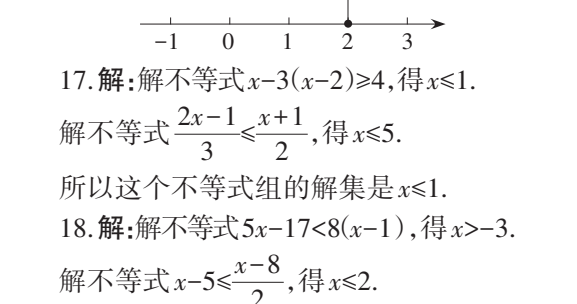 -1 0 1 2 3
17.解:解不等式x-3(x-2)≥4,得x≤1.
解不等式 (2x-1)/3≤(x+1)/2,得x≤5.
所以这个不等式组的解集是x≤1.
18.解:解不等式5x-17<8(x-1),得x>-3.
解不等式x-5≤(x-8)/2,得x≤2.